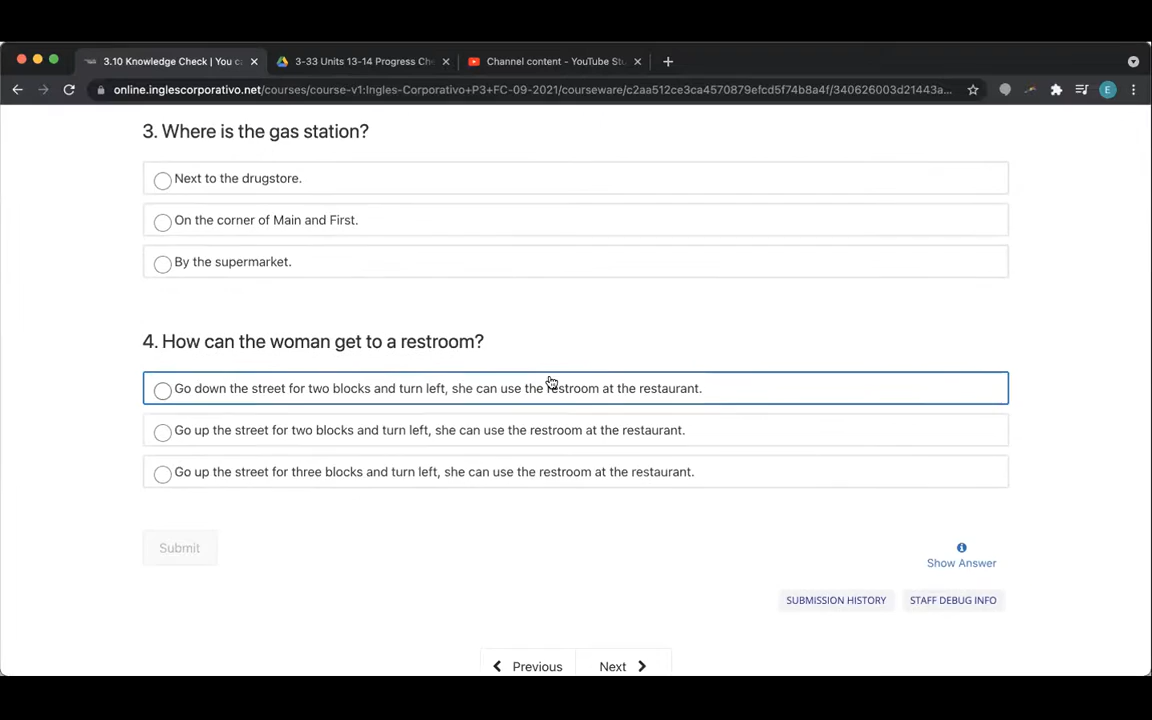 3.10 Knowledge Check | You c
3-33 Units 13-14 Progress Che
Channel content - YouTube Stu
online.inglescorporativo.net/courses/course-v1:Ingles-Corporativo+P3+FC-09-2021/courseware/c2aa512ce3ca4570879efcd5f74b8a4f/340626003d21443a...
E
3. Where is the gas station?
Next to the drugstore.
On the corner of Main and First.
By the supermarket.
4. How can the woman get to a restroom?
Go down the street for two blocks and turn left, she can use the restroom at the restaurant.
Go up the street for two blocks and turn left, she can use the restroom at the restaurant.
Go up the street for three blocks and turn left, she can use the restroom at the restaurant.
Submit
Show Answer
SUBMISSION HISTORY
STAFF DEBUG INFO
Previous
Next